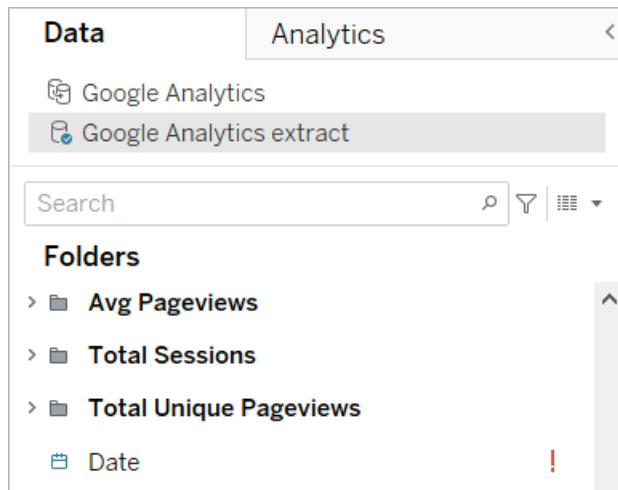 Data Analytics
Google Analytics
Google Analytics extract
Search
Folders
Avg Pageviews
Total Sessions
Total Unique Pageviews
Date !